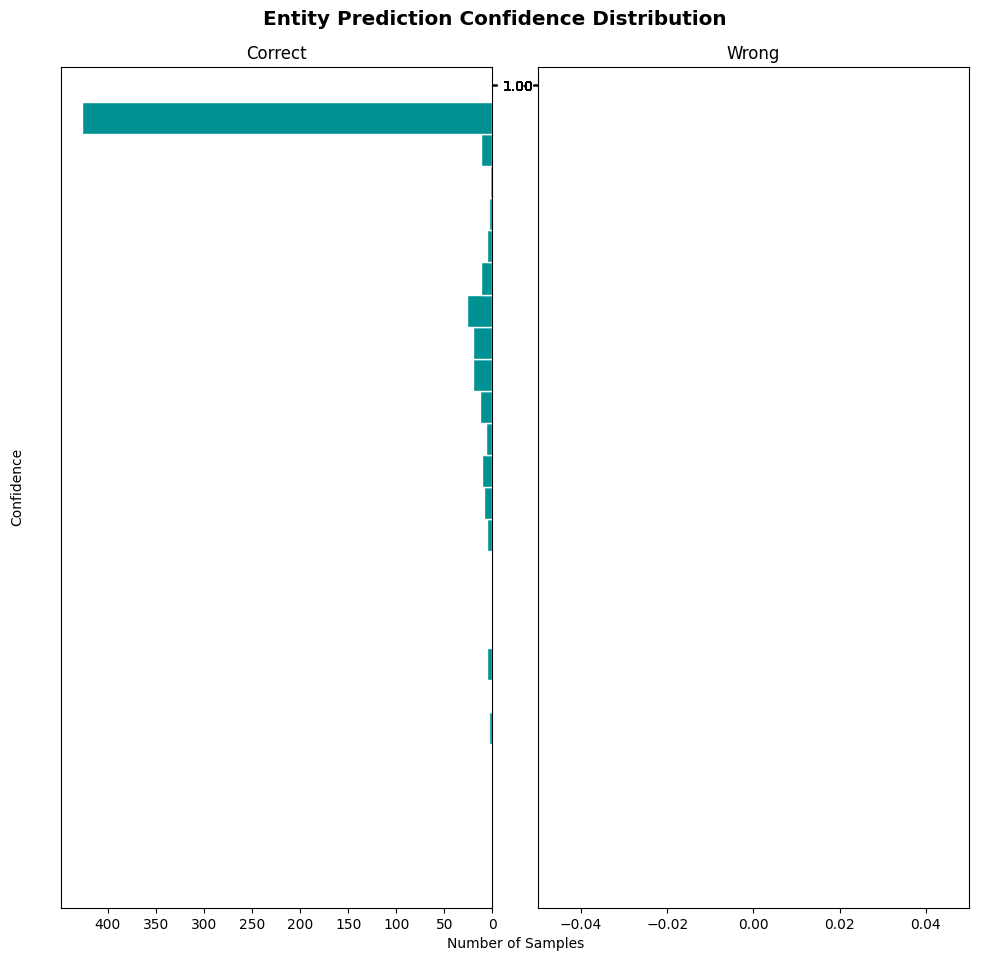 Entity Prediction Confidence Distribution
Correct
Wrong
1.00
Confidence
400 350 300 250 200 150 100 50 0
−0.04 −0.02 0.00 0.02 0.04
Number of Samples